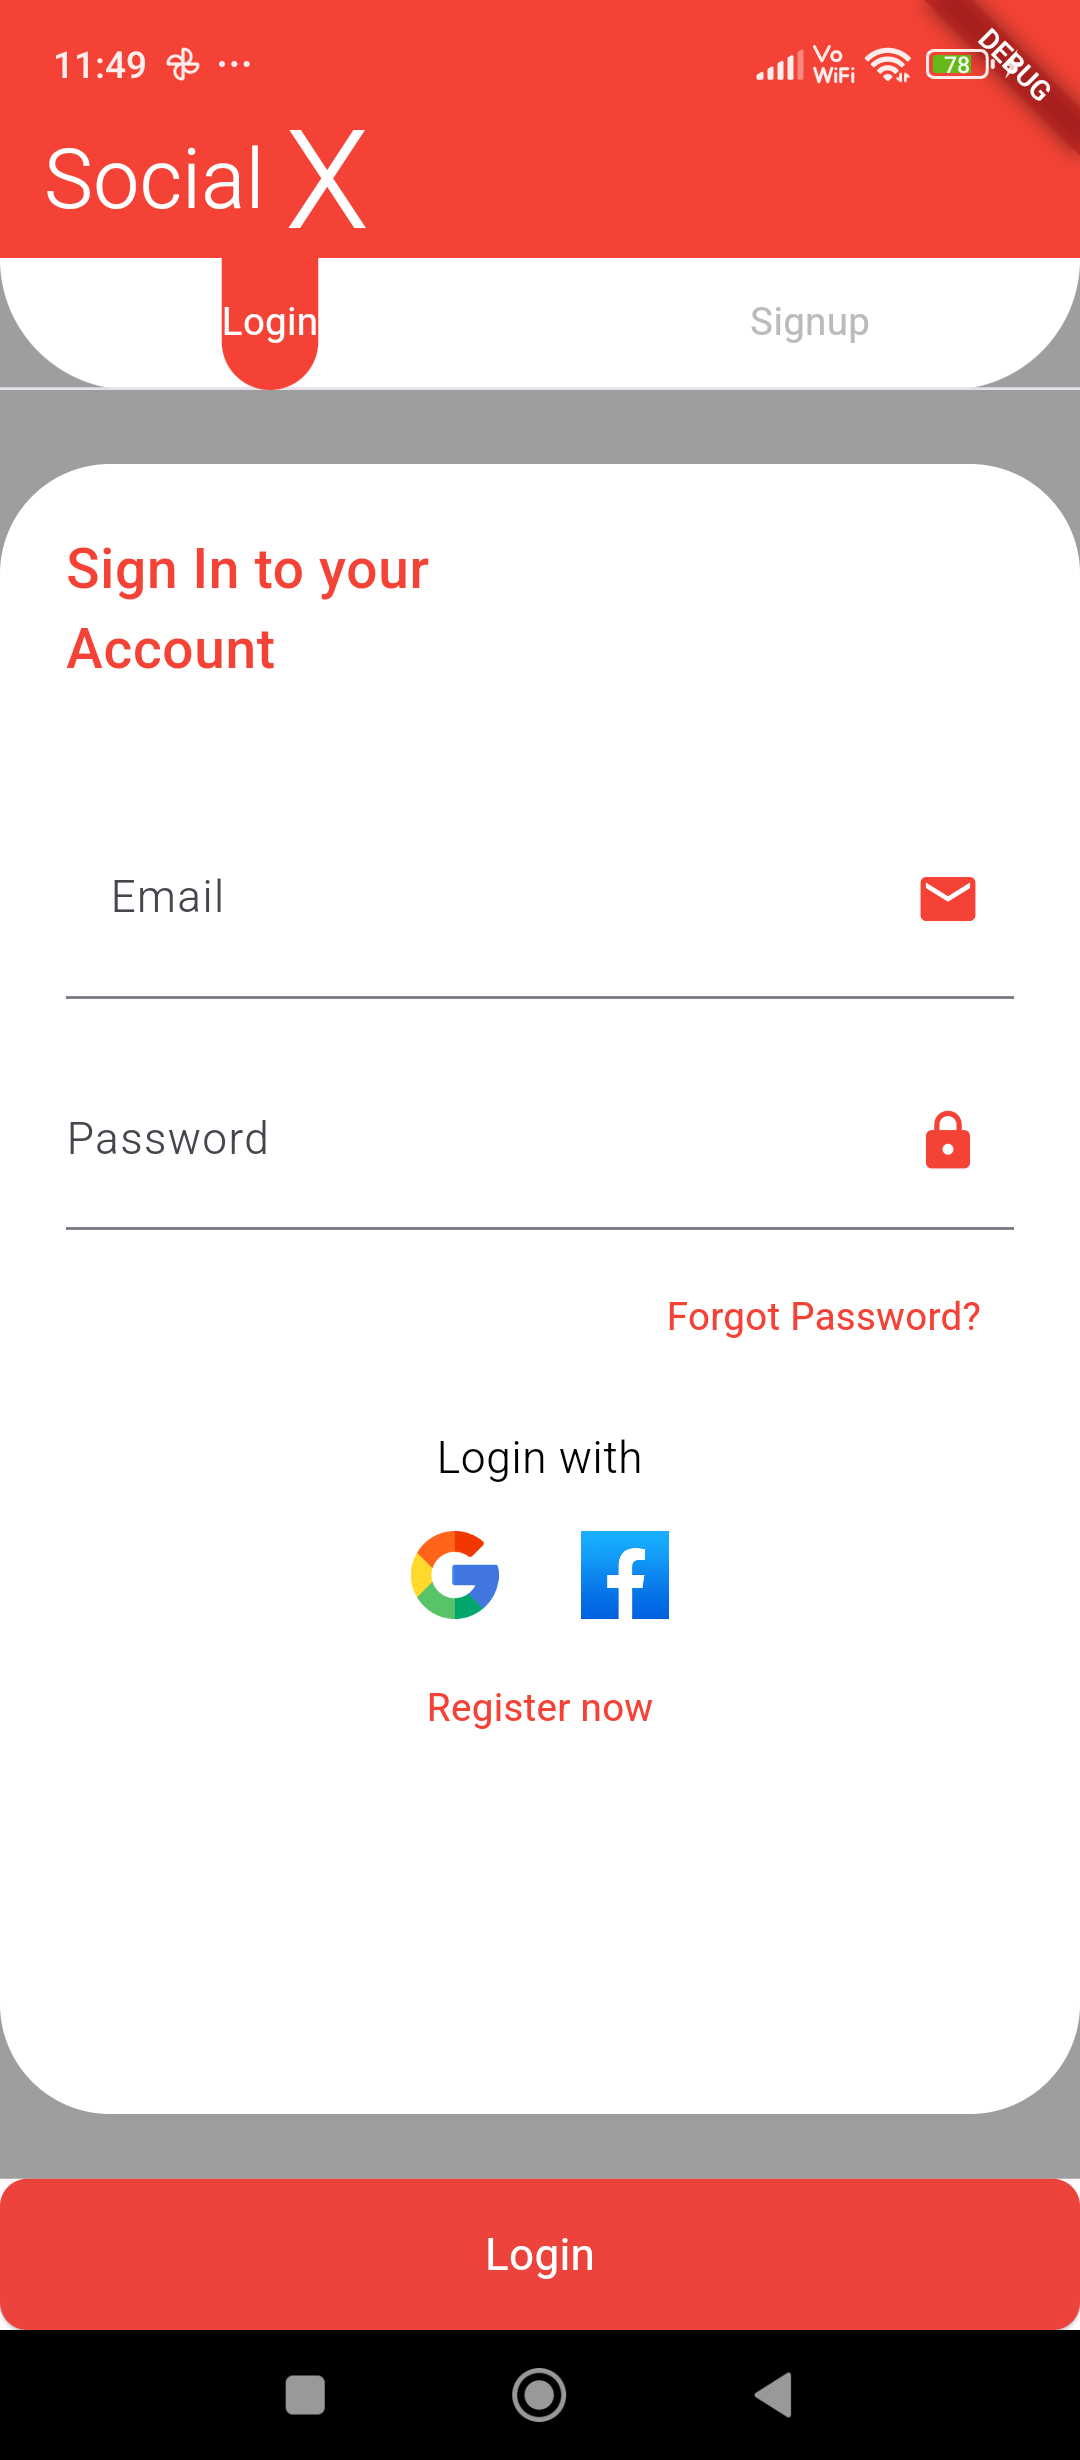 11:49 ... Vo WiFi 78 DEBUG
Social X
Login Signup
Sign In to your
Account
Email
Password
Forgot Password?
Login with
Register now
Login